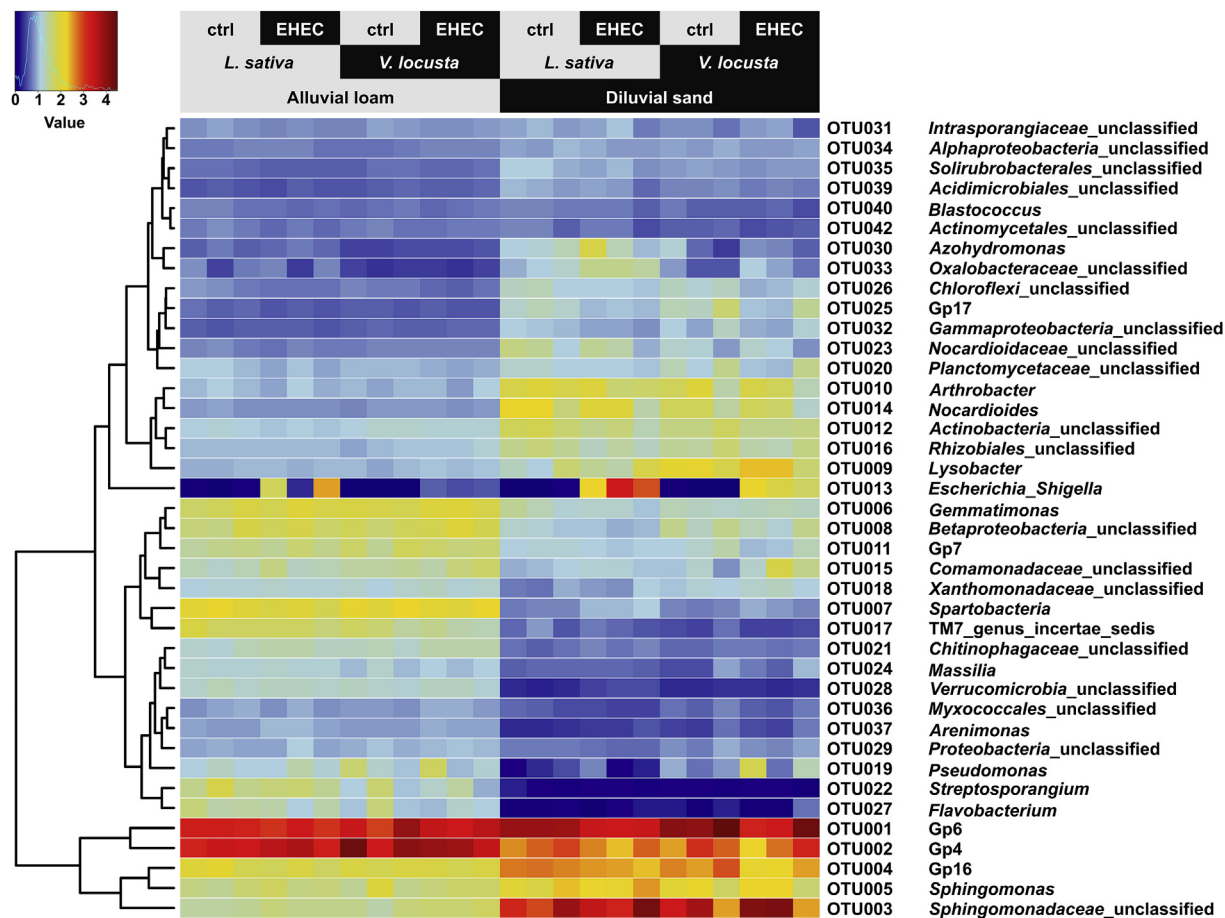 ctrl EHEC ctrl EHEC ctrl EHEC ctrl EHEC
L. sativa V. locusta L. sativa V. locusta
Alluvial loam Diluvial sand
0 1 2 3 4
Value
OTU031 Intrasporangiaceae_unclassified
OTU034 Alphaproteobacteria_unclassified
OTU035 Solirubrobacterales_unclassified
OTU039 Acidimicrobiales_unclassified
OTU040 Blastococcus
OTU042 Actinomycetales_unclassified
OTU030 Azohydromonas
OTU033 Oxalobacteraceae_unclassified
OTU026 Chloroflexi_unclassified
OTU025 Gp17
OTU032 Gammaproteobacteria_unclassified
OTU023 Nocardioidaceae_unclassified
OTU020 Planctomycetaceae_unclassified
OTU010 Arthrobacter
OTU014 Nocardioides
OTU012 Actinobacteria_unclassified
OTU016 Rhizobiales_unclassified
OTU009 Lysobacter
OTU013 Escherichia_Shigella
OTU006 Gemmatimonas
OTU008 Betaproteobacteria_unclassified
OTU011 Gp7
OTU015 Comamonadaceae_unclassified
OTU018 Xanthomonadaceae_unclassified
OTU007 Spartobacteria
OTU017 TM7_genus_incertae_sedis
OTU021 Chitinophagaceae_unclassified
OTU024 Massilia
OTU028 Verrucomicrobia_unclassified
OTU036 Myxococcales_unclassified
OTU037 Arenimonas
OTU029 Proteobacteria_unclassified
OTU019 Pseudomonas
OTU022 Streptosporangium
OTU027 Flavobacterium
OTU001 Gp6
OTU002 Gp4
OTU004 Gp16
OTU005 Sphingomonas
OTU003 Sphingomonadaceae_unclassified